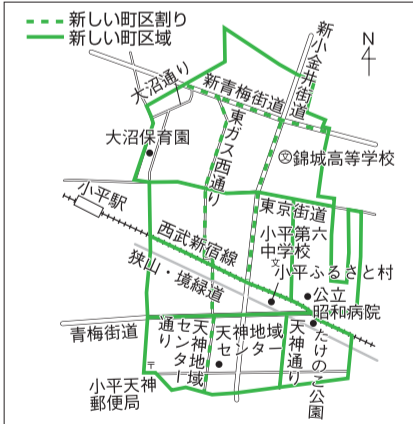 新しい町区割り
新しい町区域
N
新小金井街道
大沼通り
新青梅街道
大沼保育園
東ガス西通り
文
錦城高等学校
小平駅
東京街道
西武新宿線
小平第六
中学校
文
狭山・境緑道
小平ふるさと村
公立
昭和病院
青梅街道
天神地域
センター
通り
天神地域
センター
天神通り
たけのこ公園
〒
小平天神
郵便局